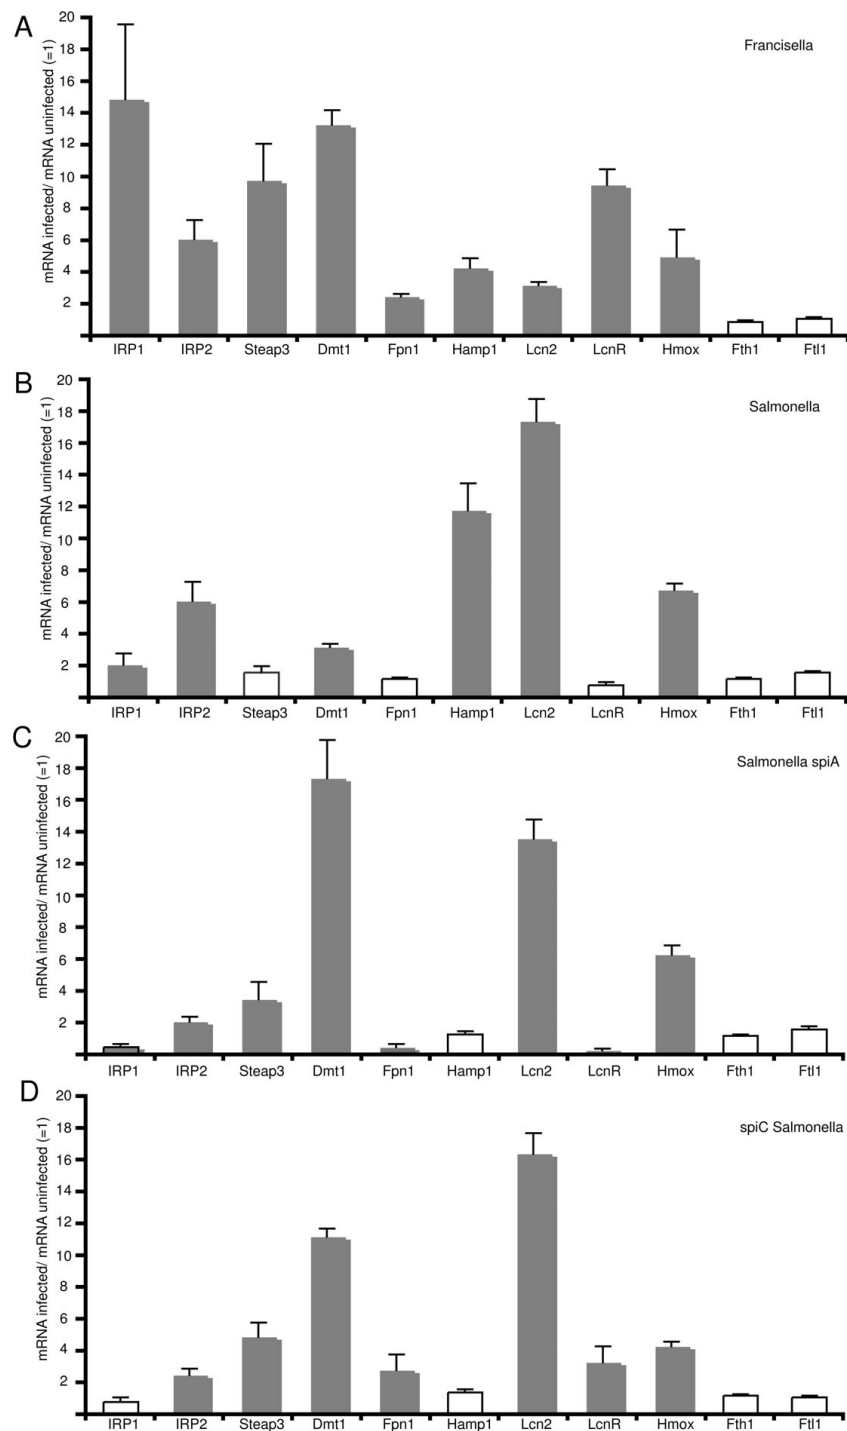 A
Francisella
mRNA infected/ mRNA uninfected (=1)
20
18
16
14
12
10
8
6
4
2
IRP1 IRP2 Steap3 Dmt1 Fpn1 Hamp1 Lcn2 LcnR Hmox Fth1 Ftl1
B
Salmonella
mRNA infected/ mRNA uninfected (=1)
20
18
16
14
12
10
8
6
4
2
IRP1 IRP2 Steap3 Dmt1 Fpn1 Hamp1 Lcn2 LcnR Hmox Fth1 Ftl1
C
Salmonella spiA
mRNA infected/ mRNA uninfected (=1)
20
18
16
14
12
10
8
6
4
2
IRP1 IRP2 Steap3 Dmt1 Fpn1 Hamp1 Lcn2 LcnR Hmox Fth1 Ftl1
D
spiC Salmonella
mRNA infected/ mRNA uninfected (=1)
20
18
16
14
12
10
8
6
4
2
IRP1 IRP2 Steap3 Dmt1 Fpn1 Hamp1 Lcn2 LcnR Hmox Fth1 Ftl1